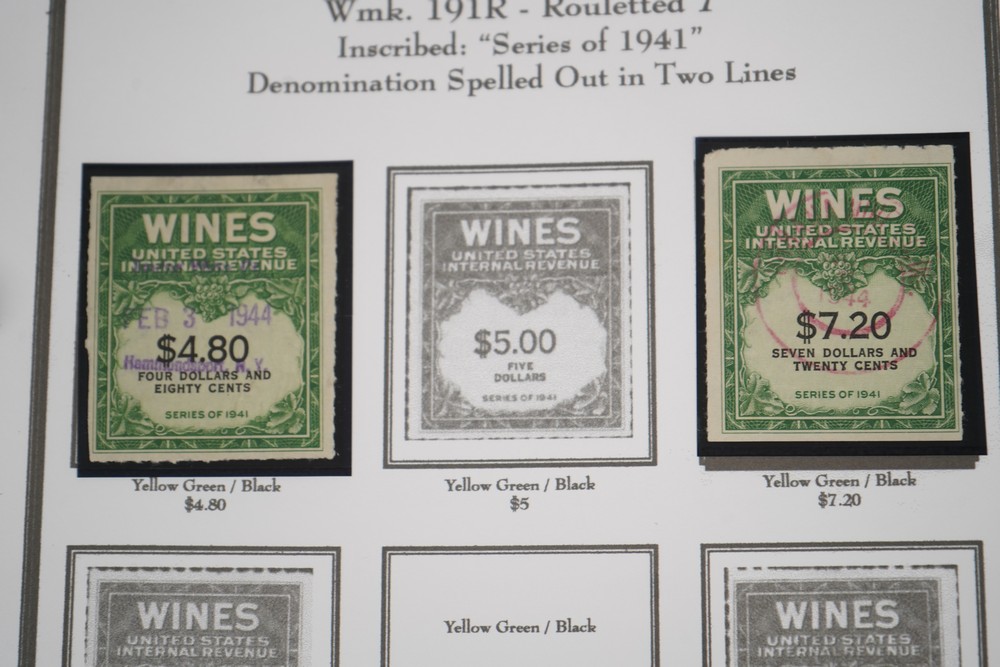 Wmk. 191R - Rouletted 7
Inscribed: “Series of 1941”
Denomination Spelled Out in Two Lines
WINES
UNITED STATES
INTERNAL REVENUE
FEB 3 1944
$4.80
Hammondsport, N. Y.
FOUR DOLLARS AND
EIGHTY CENTS
SERIES OF 1941
Yellow Green / Black
$4.80
WINES
UNITED STATES
INTERNAL REVENUE
$5.00
FIVE
DOLLARS
SERIES OF 1941
Yellow Green / Black
$5
WINES
UNITED STATES
INTERNAL REVENUE
1944
$7.20
SEVEN DOLLARS AND
TWENTY CENTS
SERIES OF 1941
Yellow Green / Black
$7.20
WINES
UNITED STATES
INTERNAL REVENUE
Yellow Green / Black
WINES
UNITED STATES
INTERNAL REVENUE